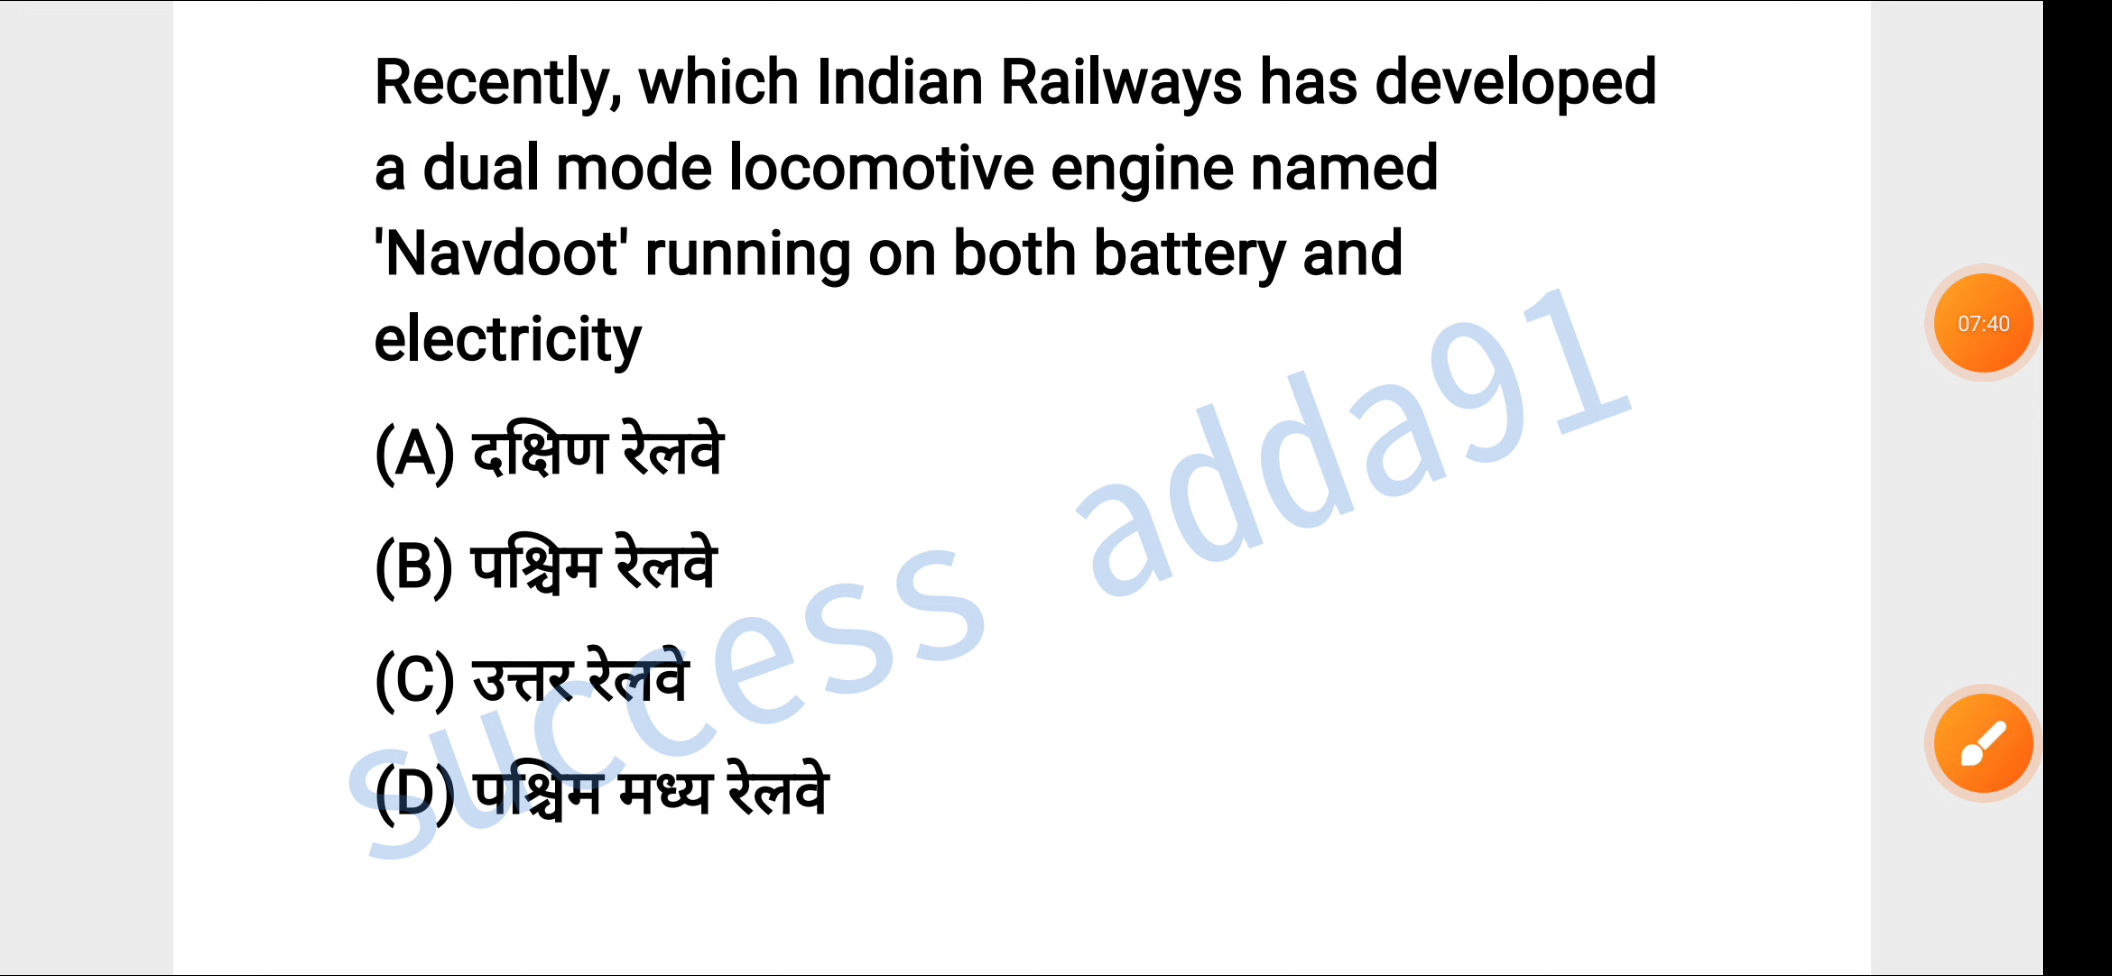 Recently, which Indian Railways has developed
a dual mode locomotive engine named
'Navdoot' running on both battery and
electricity
(A) दक्षिण रेलवे
(B) पश्चिम रेलवे
(C) उत्तर रेलवे
(D) पश्चिम मध्य रेलवे
success adda91
07:40